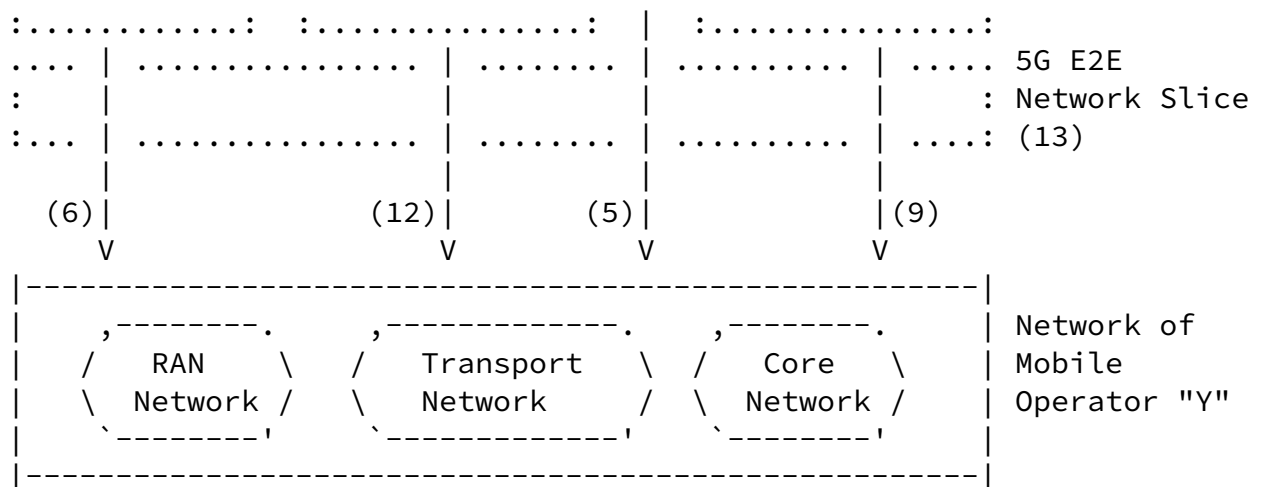 :............:  :...............:  |  :...............:
.... | ................ | ........ | .......... | ..... 5G E2E
:    |                  |          |            |    : Network Slice
:... | ................ | ........ | .......... | ....: (13)
     |                  |          |            |
  (6)|             (12)|       (5)|            |(9)
     V                  V          V            V
|-----------------------------------------------------|
|    ,--------.     ,-------------.    ,--------.     | Network of
|   /   RAN    \   /   Transport   \  /   Core   \    | Mobile
|   \  Network /   \   Network     /  \  Network /    | Operator "Y"
|    `--------'     `-------------'    `--------'     |
|-----------------------------------------------------|